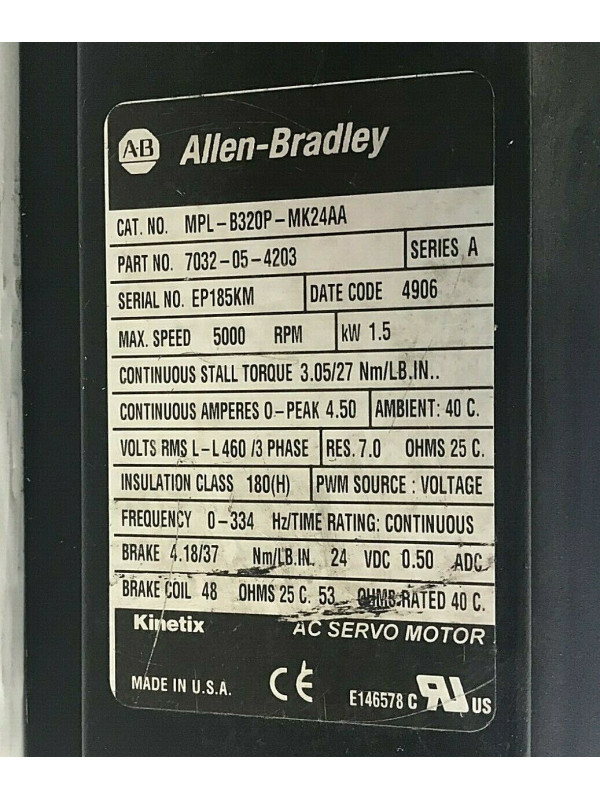 A-B Allen-Bradley
CAT. NO. MPL-B320P-MK24AA
PART NO. 7032-05-4203 SERIES A
SERIAL NO. EP185KM DATE CODE 4906
MAX. SPEED 5000 RPM kW 1.5
CONTINUOUS STALL TORQUE 3.05/27 Nm/LB.IN..
CONTINUOUS AMPERES 0-PEAK 4.50 AMBIENT: 40 C.
VOLTS RMS L-L 460 /3 PHASE RES. 7.0 OHMS 25 C.
INSULATION CLASS 180(H) PWM SOURCE : VOLTAGE
FREQUENCY 0-334 Hz/TIME RATING: CONTINUOUS
BRAKE 4.18/37 Nm/LB.IN. 24 VDC 0.50 ADC
BRAKE COIL 48 OHMS 25 C. 53 OHMS.RATED 40 C.
Kinetix AC SERVO MOTOR
MADE IN U.S.A. CE E146578 C RU US